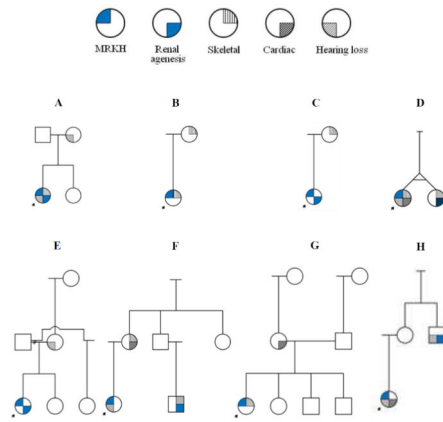 MRKH
Renal agenesis
Skeletal
Cardiac
Hearing loss
A
B
C
D
E
F
G
H